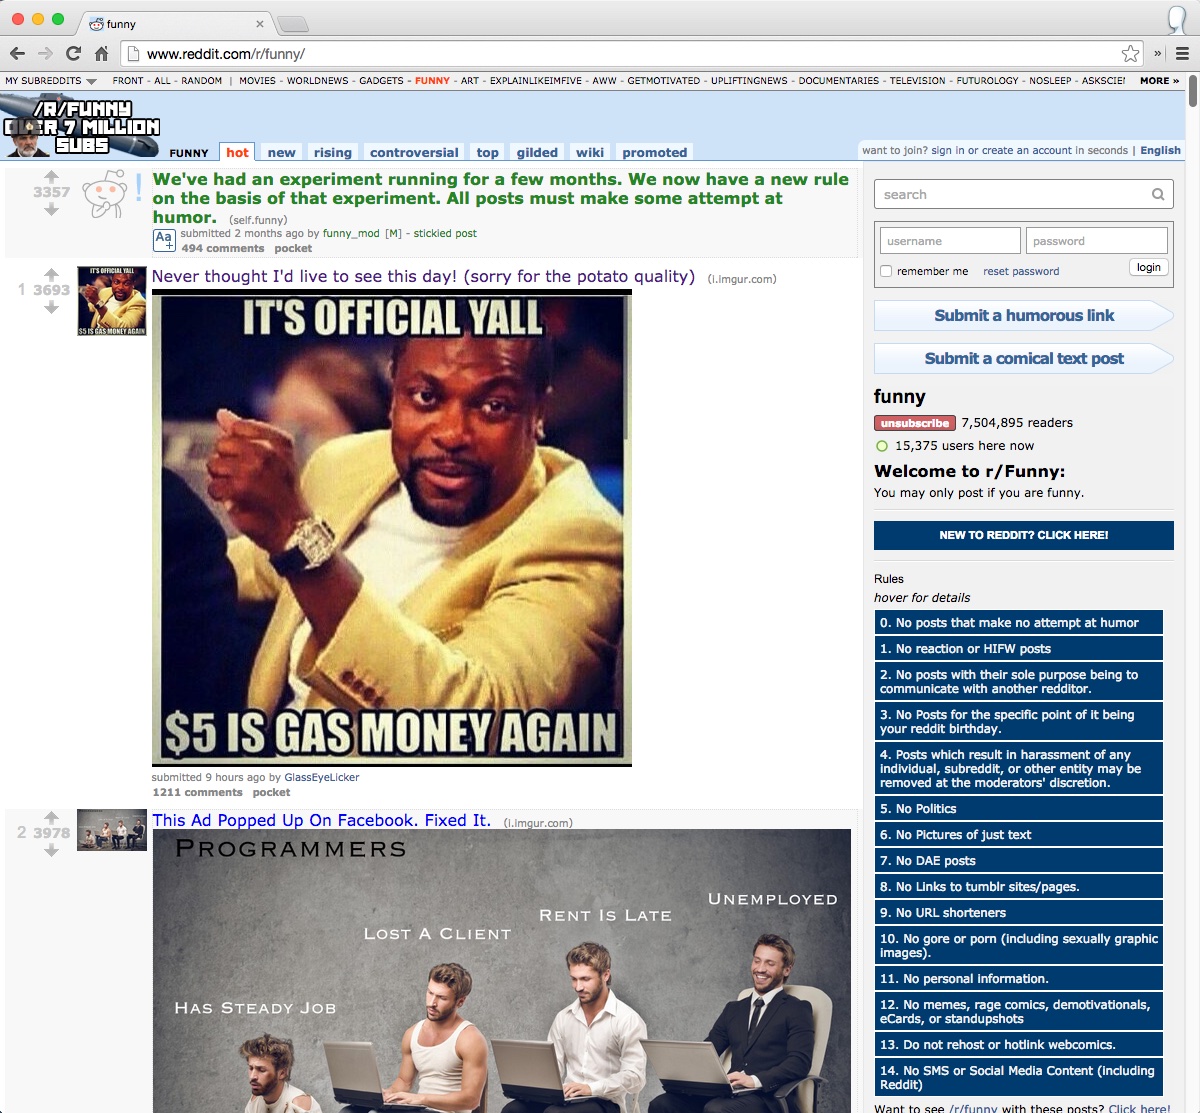 funny
www.reddit.com/r/funny/
MY SUBREDDITS FRONT - ALL - RANDOM | MOVIES - WORLDNEWS - GADGETS - FUNNY - ART - EXPLAINLIKEIMFIVE - AWW - GETMOTIVATED - UPLIFTINGNEWS - DOCUMENTARIES - TELEVISION - FUTUROLOGY - NOSLEEP - ASKSCIEI MORE »
/R/FUNNY
OVER 7 MILLION
SUBS
FUNNY hot new rising controversial top gilded wiki promoted
want to join? sign in or create an account in seconds | English
3357
We've had an experiment running for a few months. We now have a new rule
on the basis of that experiment. All posts must make some attempt at
humor. (self.funny)
Aa+
submitted 2 months ago by funny_mod [M] - stickied post
494 comments pocket
1 3693
IT'S OFFICIAL YALL
$5 IS GAS MONEY AGAIN
Never thought I'd live to see this day! (sorry for the potato quality) (i.imgur.com)
IT'S OFFICIAL YALL
$5 IS GAS MONEY AGAIN
submitted 9 hours ago by GlassEyeLicker
1211 comments pocket
2 3978
This Ad Popped Up On Facebook. Fixed It. (i.imgur.com)
PROGRAMMERS
UNEMPLOYED
RENT IS LATE
LOST A CLIENT
HAS STEADY JOB
search
username password
remember me reset password login
Submit a humorous link
Submit a comical text post
funny
unsubscribe 7,504,895 readers
15,375 users here now
Welcome to r/Funny:
You may only post if you are funny.
NEW TO REDDIT? CLICK HERE!
Rules
hover for details
0. No posts that make no attempt at humor
1. No reaction or HIFW posts
2. No posts with their sole purpose being to
communicate with another redditor.
3. No Posts for the specific point of it being
your reddit birthday.
4. Posts which result in harassment of any
individual, subreddit, or other entity may be
removed at the moderators' discretion.
5. No Politics
6. No Pictures of just text
7. No DAE posts
8. No Links to tumblr sites/pages.
9. No URL shorteners
10. No gore or porn (including sexually graphic
images).
11. No personal information.
12. No memes, rage comics, demotivationals,
eCards, or standupshots
13. Do not rehost or hotlink webcomics.
14. No SMS or Social Media Content (including
Reddit)
Want to see /r/funny with these posts? Click here!